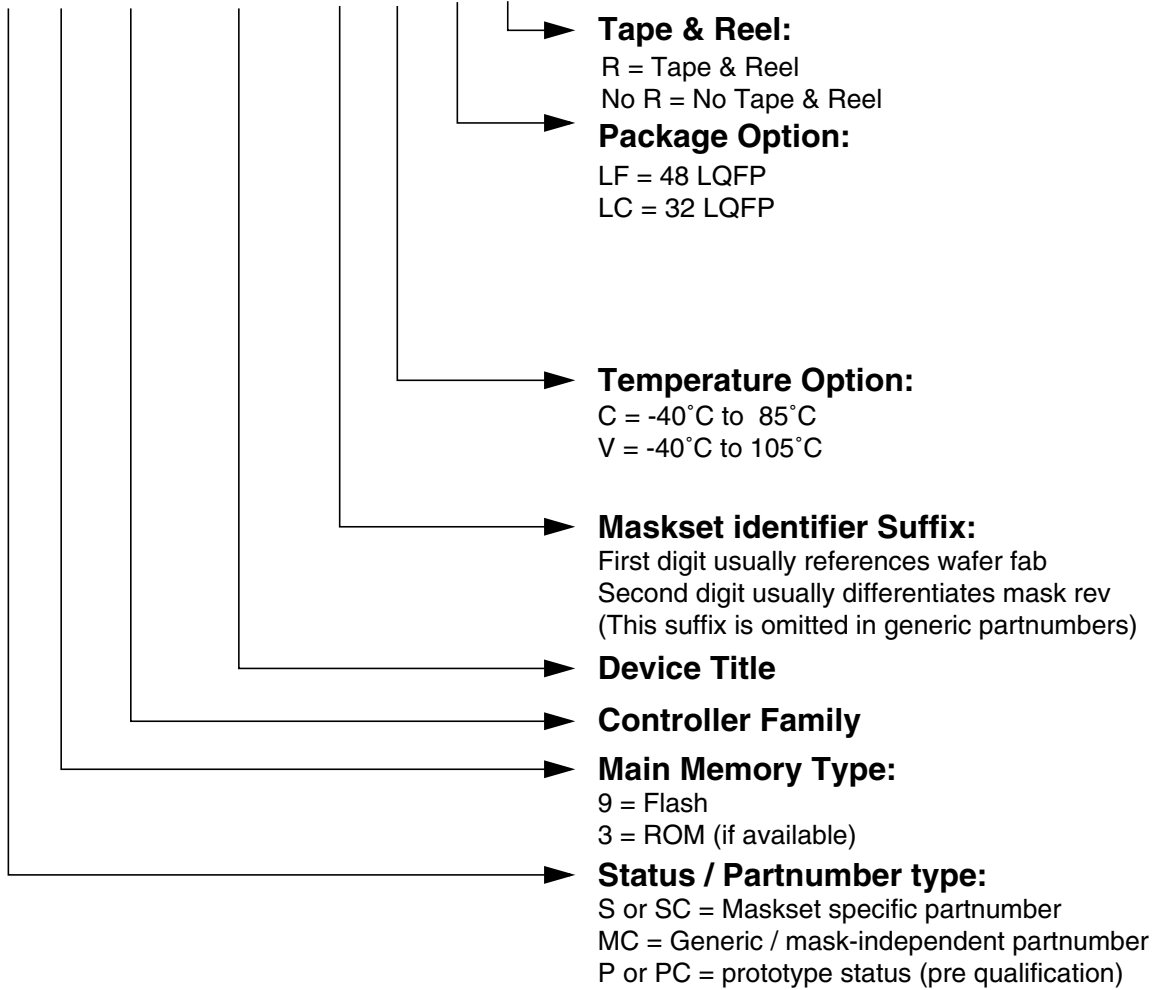 Tape & Reel:
R = Tape & Reel
No R = No Tape & Reel
Package Option:
LF = 48 LQFP
LC = 32 LQFP
Temperature Option:
C = -40˚C to  85˚C
V = -40˚C to 105˚C
Maskset identifier Suffix:
First digit usually references wafer fab
Second digit usually differentiates mask rev
(This suffix is omitted in generic partnumbers)
Device Title
Controller Family
Main Memory Type:
9 = Flash
3 = ROM (if available)
Status / Partnumber type:
S or SC = Maskset specific partnumber
MC = Generic / mask-independent partnumber
P or PC = prototype status (pre qualification)